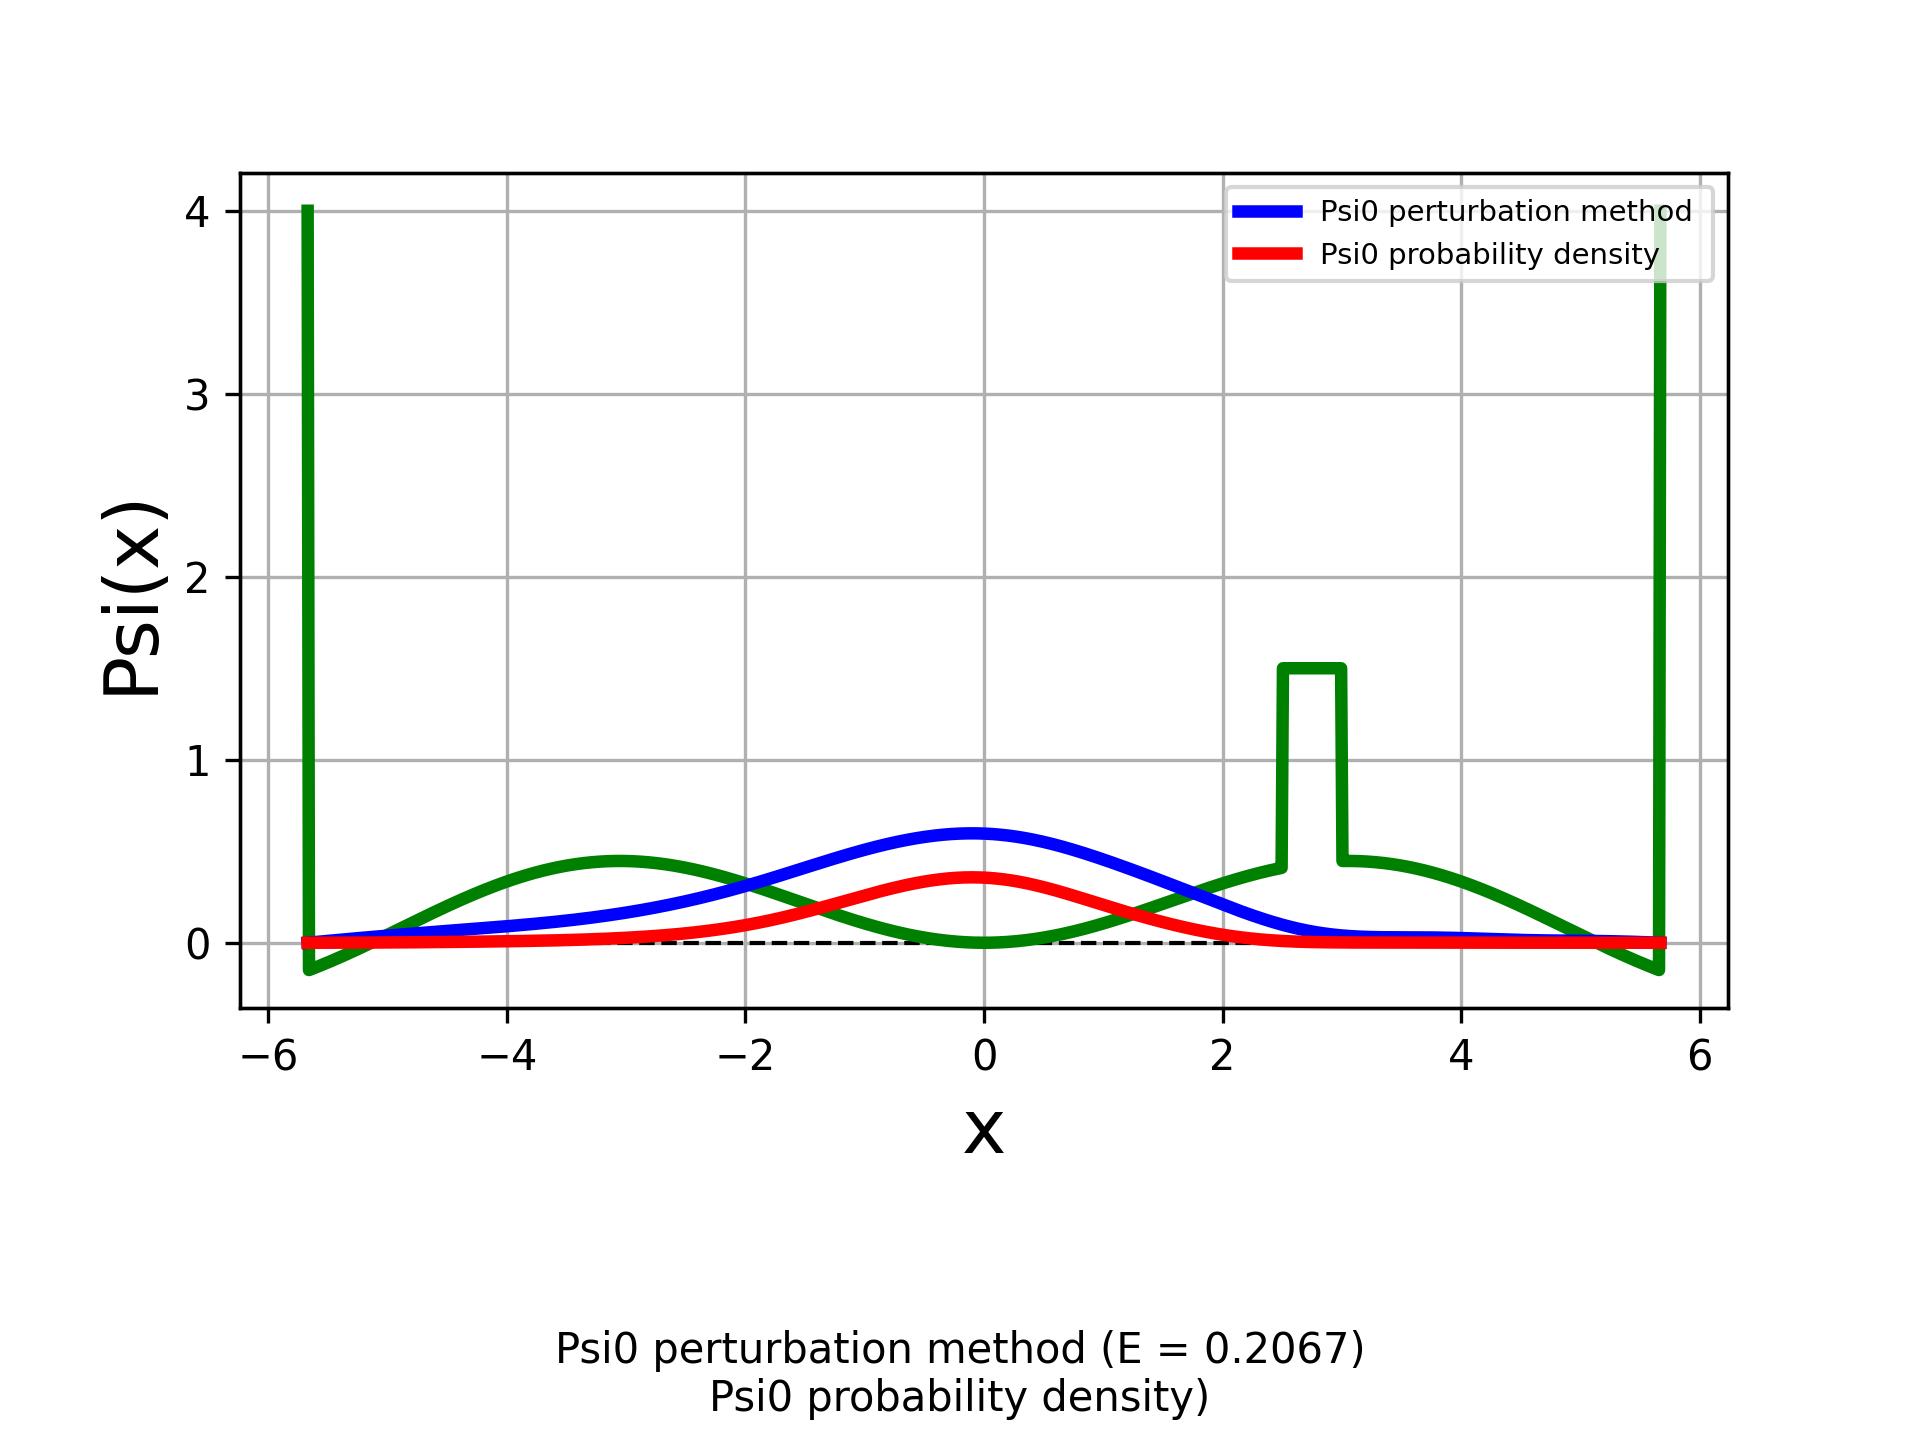 Psi0 perturbation method
Psi0 probability density
4
3
2
1
0
Psi(x)
−6 −4 −2 0 2 4 6
x
Psi0 perturbation method (E = 0.2067)
Psi0 probability density)